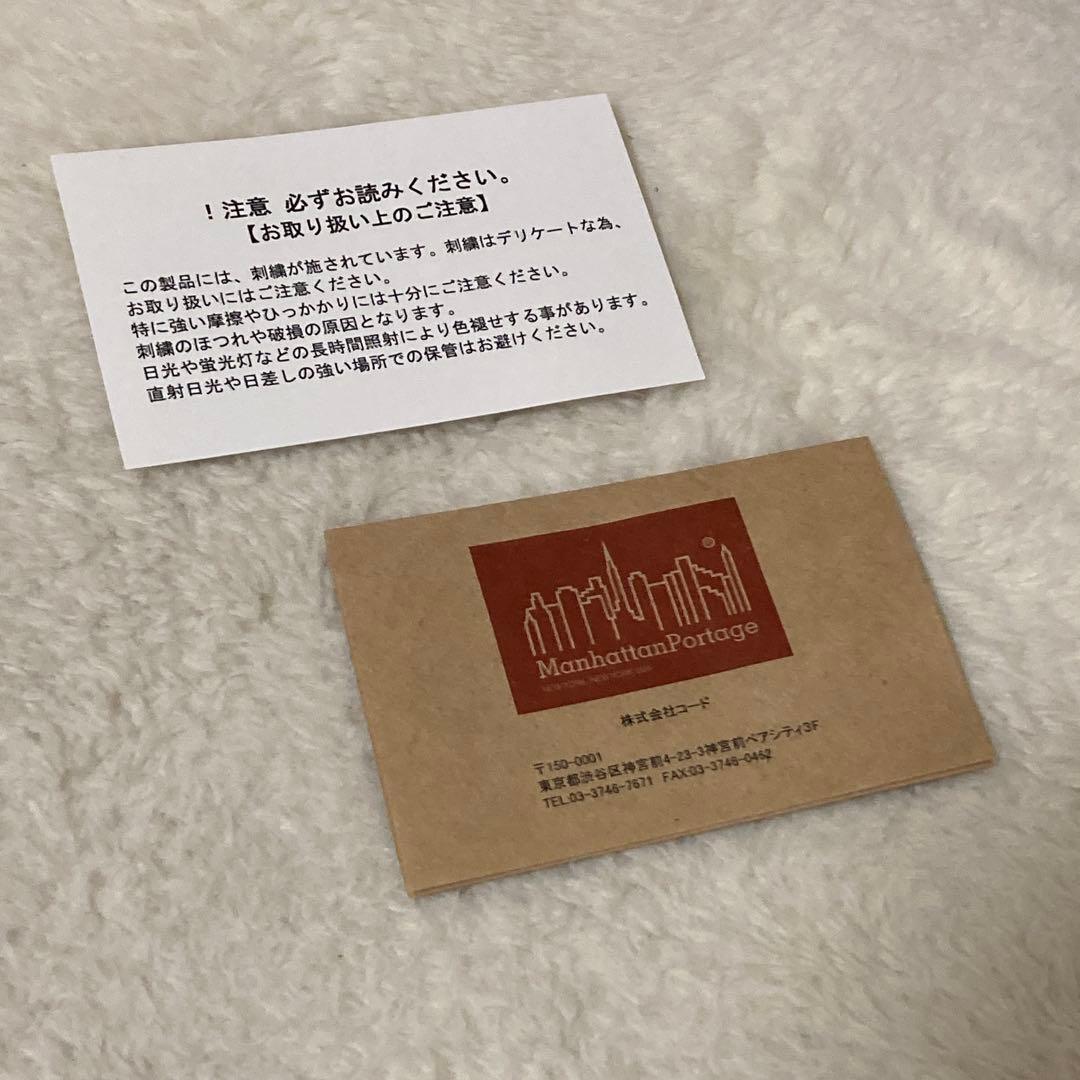 ！注意 必ずお読みください。
【お取り扱い上のご注意】
この製品には、刺繍が施されています。刺繍はデリケートな為、
お取り扱いにはご注意ください。
特に強い摩擦やひっかかりには十分にご注意ください。
刺繍のほつれや破損の原因となります。
日光や蛍光灯などの長時間照射により色褪せする事があります。
直射日光や日差しの強い場所での保管はお避けください。
ManhattanPortage
NEW YORK, NEW YORK
株式会社コード
〒150-0001
東京都渋谷区神宮前4-23-3神宮前ペアシティ3F
TEL:03-3746-7671 FAX:03-3746-0462